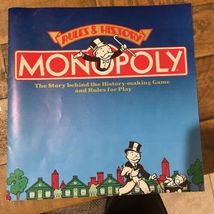 RULES & HISTORY
MONOPOLY
The Story behind the History-making Game
and Rules for Play